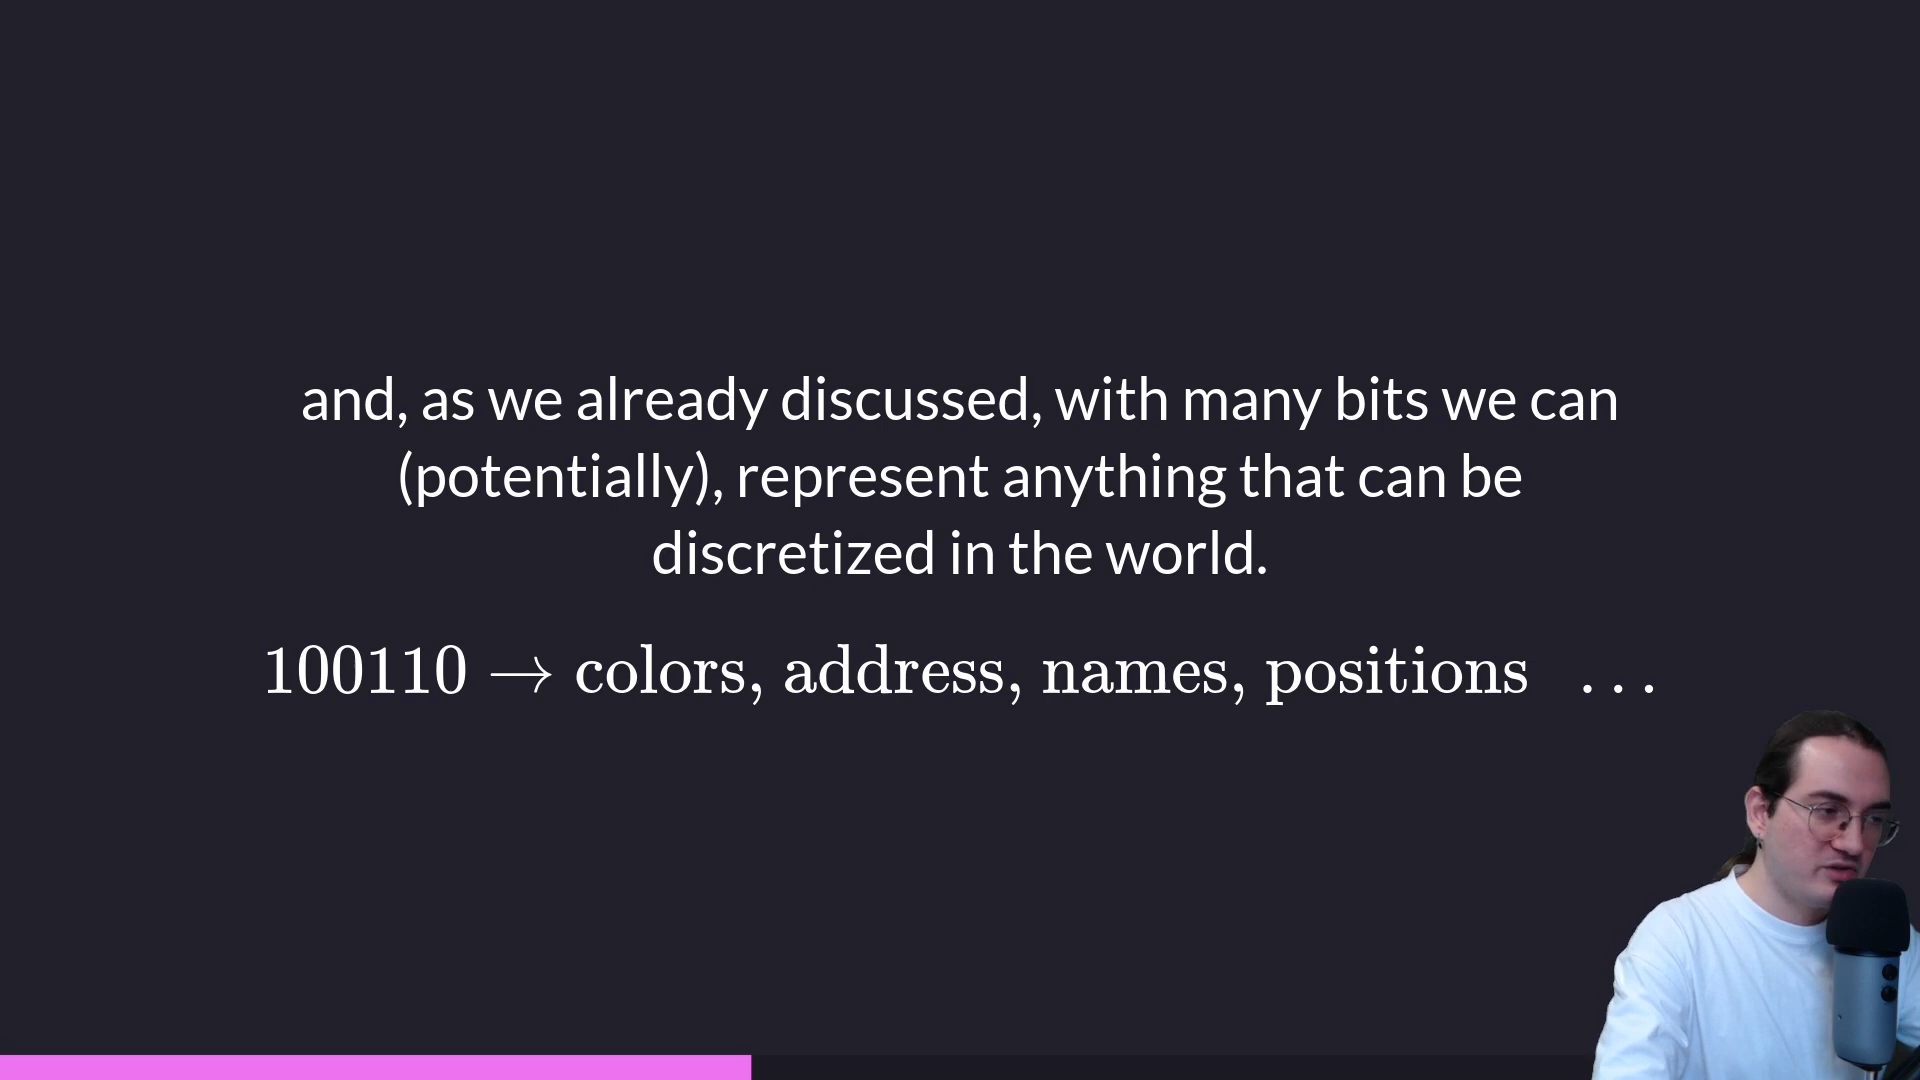 and, as we already discussed, with many bits we can
(potentially), represent anything that can be
discretized in the world.
100110 → colors, address, names, positions ...